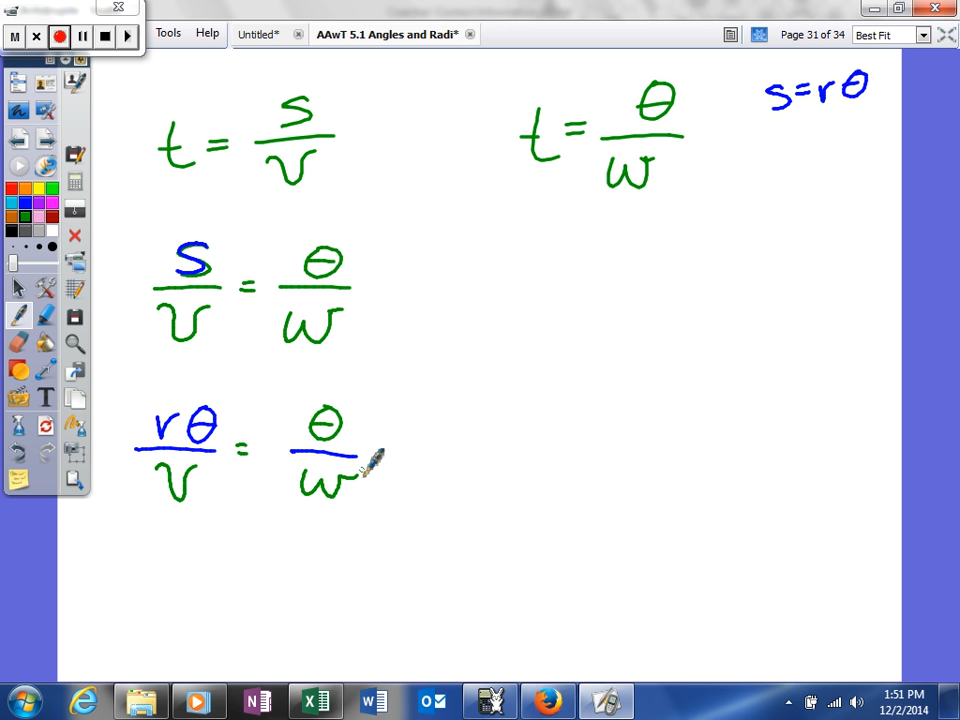 M
Tools Help Untitled* AAwT 5.1 Angles and Radi* Page 31 of 34 Best Fit
t = s/v
t = θ/w
s=rθ
s/v = θ/w
rθ/v = θ/w
T
1:51 PM
12/2/2014